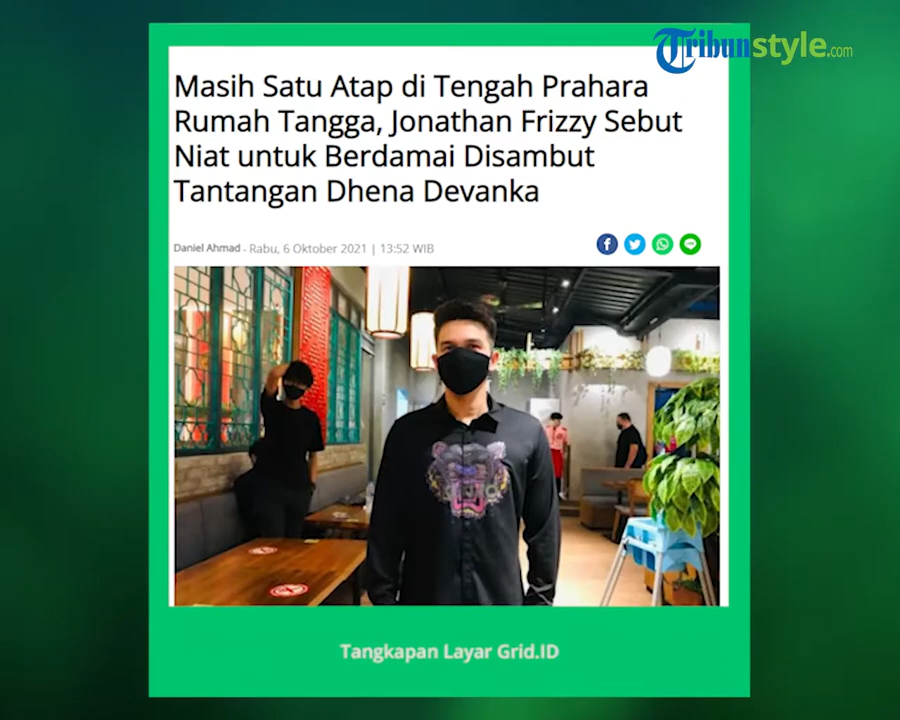 Tribunstyle.com
Masih Satu Atap di Tengah Prahara
Rumah Tangga, Jonathan Frizzy Sebut
Niat untuk Berdamai Disambut
Tantangan Dhena Devanka
Daniel Ahmad - Rabu, 6 Oktober 2021 | 13:52 WIB
Tangkapan Layar Grid.ID